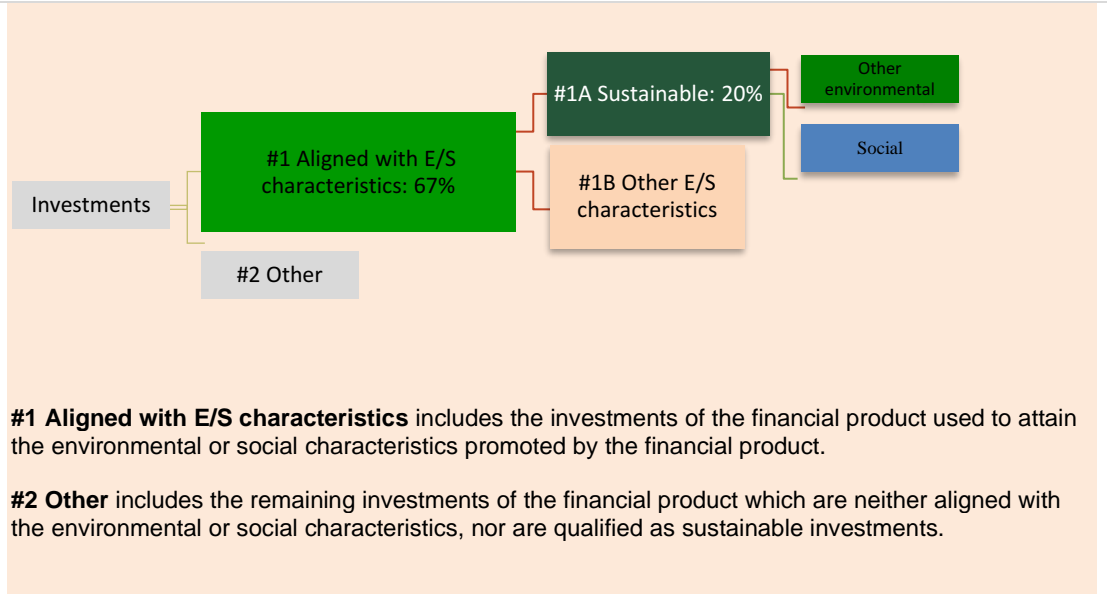 Other
environmental
#1A Sustainable: 20%
Social
#1 Aligned with E/S
characteristics: 67%
#1B Other E/S
characteristics
Investments
#2 Other
#1 Aligned with E/S characteristics includes the investments of the financial product used to attain
the environmental or social characteristics promoted by the financial product.
#2 Other includes the remaining investments of the financial product which are neither aligned with
the environmental or social characteristics, nor are qualified as sustainable investments.